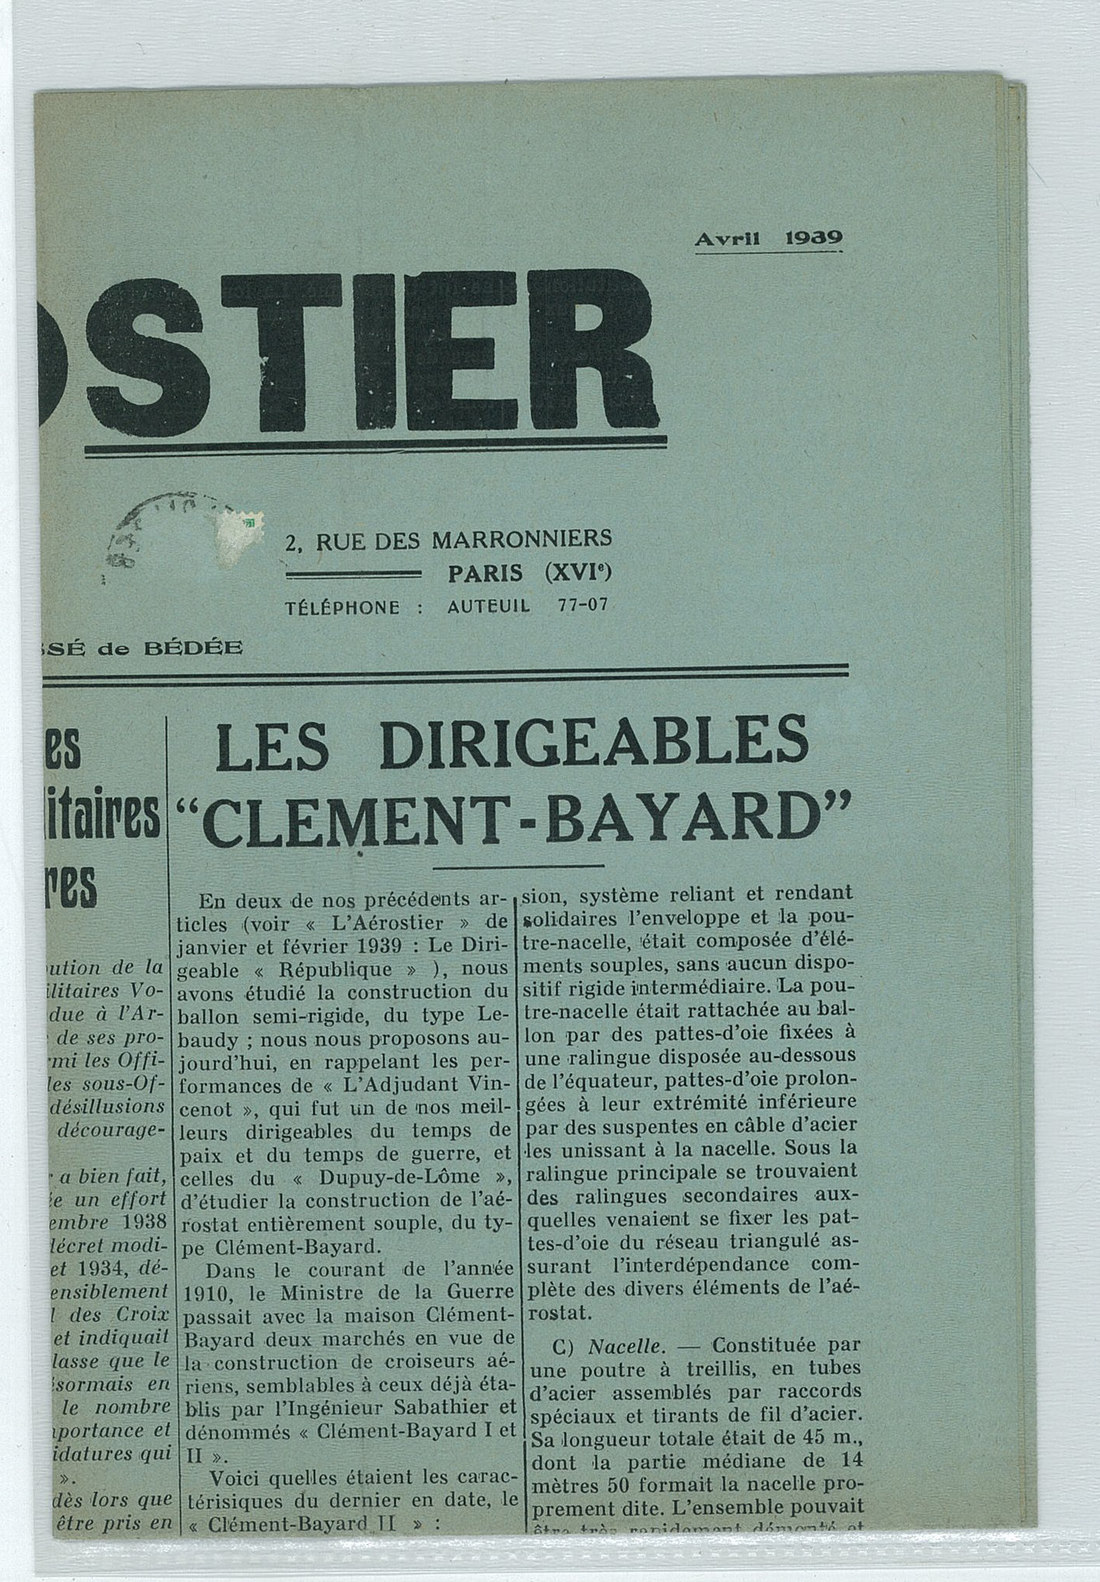 Avril 1939
OSTIER
2, RUE DES MARRONNIERS
PARIS (XVIe)
TÉLÉPHONE : AUTEUIL 77-07
SSÉ de BÉDÉE
es
litaires
res
ution de la
ilitaires Vo-
due à l'Ar-
de ses pro-
mi les Offi-
les sous-Of-
désillusions
décourage-
a bien fait,
e un effort
embre 1938
décret modi-
et 1934, dé-
ensiblement
l des Croix
et indiquait
lasse que le
sormais en
le nombre
portance et
idatures qui
».
dès lors que
être pris en
LES DIRIGEABLES
“CLEMENT-BAYARD”
En deux de nos précédents ar-
ticles (voir « L'Aérostier » de
janvier et février 1939 : Le Diri-
geable « République » ), nous
avons étudié la construction du
ballon semi-rigide, du type Le-
baudy ; nous nous proposons au-
jourd'hui, en rappelant les per-
formances de « L'Adjudant Vin-
cenot », qui fut un de nos meil-
leurs dirigeables du temps de
paix et du temps de guerre, et
celles du « Dupuy-de-Lôme »,
d'étudier la construction de l'aé-
rostat entièrement souple, du ty-
pe Clément-Bayard.
Dans le courant de l'année
1910, le Ministre de la Guerre
passait avec la maison Clément-
Bayard deux marchés en vue de
la construction de croiseurs aé-
riens, semblables à ceux déjà éta-
blis par l'Ingénieur Sabathier et
dénommés « Clément-Bayard I et
II ».
Voici quelles étaient les carac-
térisiques du dernier en date, le
« Clément-Bayard II » :
sion, système reliant et rendant
solidaires l'enveloppe et la pou-
tre-nacelle, était composée d'élé-
ments souples, sans aucun dispo-
sitif rigide intermédiaire. La pou-
tre-nacelle était rattachée au bal-
lon par des pattes-d'oie fixées à
une ralingue disposée au-dessous
de l'équateur, pattes-d'oie prolon-
gées à leur extrémité inférieure
par des suspentes en câble d'acier
les unissant à la nacelle. Sous la
ralingue principale se trouvaient
des ralingues secondaires aux-
quelles venaient se fixer les pat-
tes-d'oie du réseau triangulé as-
surant l'interdépendance com-
plète des divers éléments de l'aé-
rostat.
C) Nacelle. — Constituée par
une poutre à treillis, en tubes
d'acier assemblés par raccords
spéciaux et tirants de fil d'acier.
Sa longueur totale était de 45 m.,
dont la partie médiane de 14
mètres 50 formait la nacelle pro-
prement dite. L'ensemble pouvait
être très rapidement démonté et